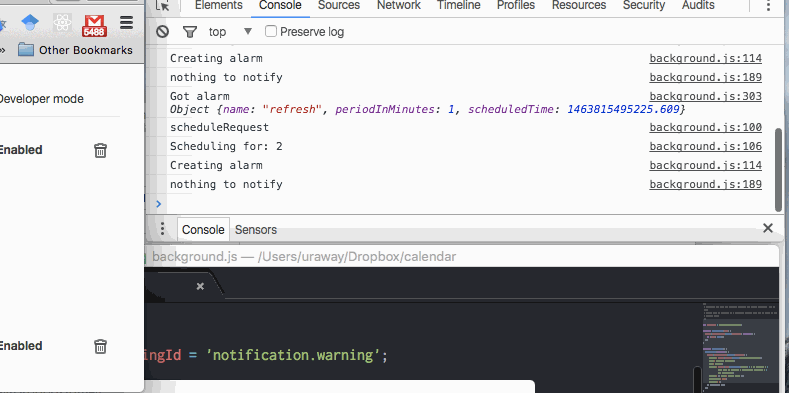 Elements Console Sources Network Timeline Profiles Resources Security Audits
top Preserve log
5488
» Other Bookmarks
Developer mode
Enabled
Enabled
Creating alarm background.js:114
nothing to notify background.js:189
Got alarm background.js:303
Object {name: "refresh", periodInMinutes: 1, scheduledTime: 1463815495225.609}
scheduleRequest background.js:100
Scheduling for: 2 background.js:106
Creating alarm background.js:114
nothing to notify background.js:189
>
Console Sensors
background.js — /Users/uraway/Dropbox/calendar
ingId = 'notification.warning';